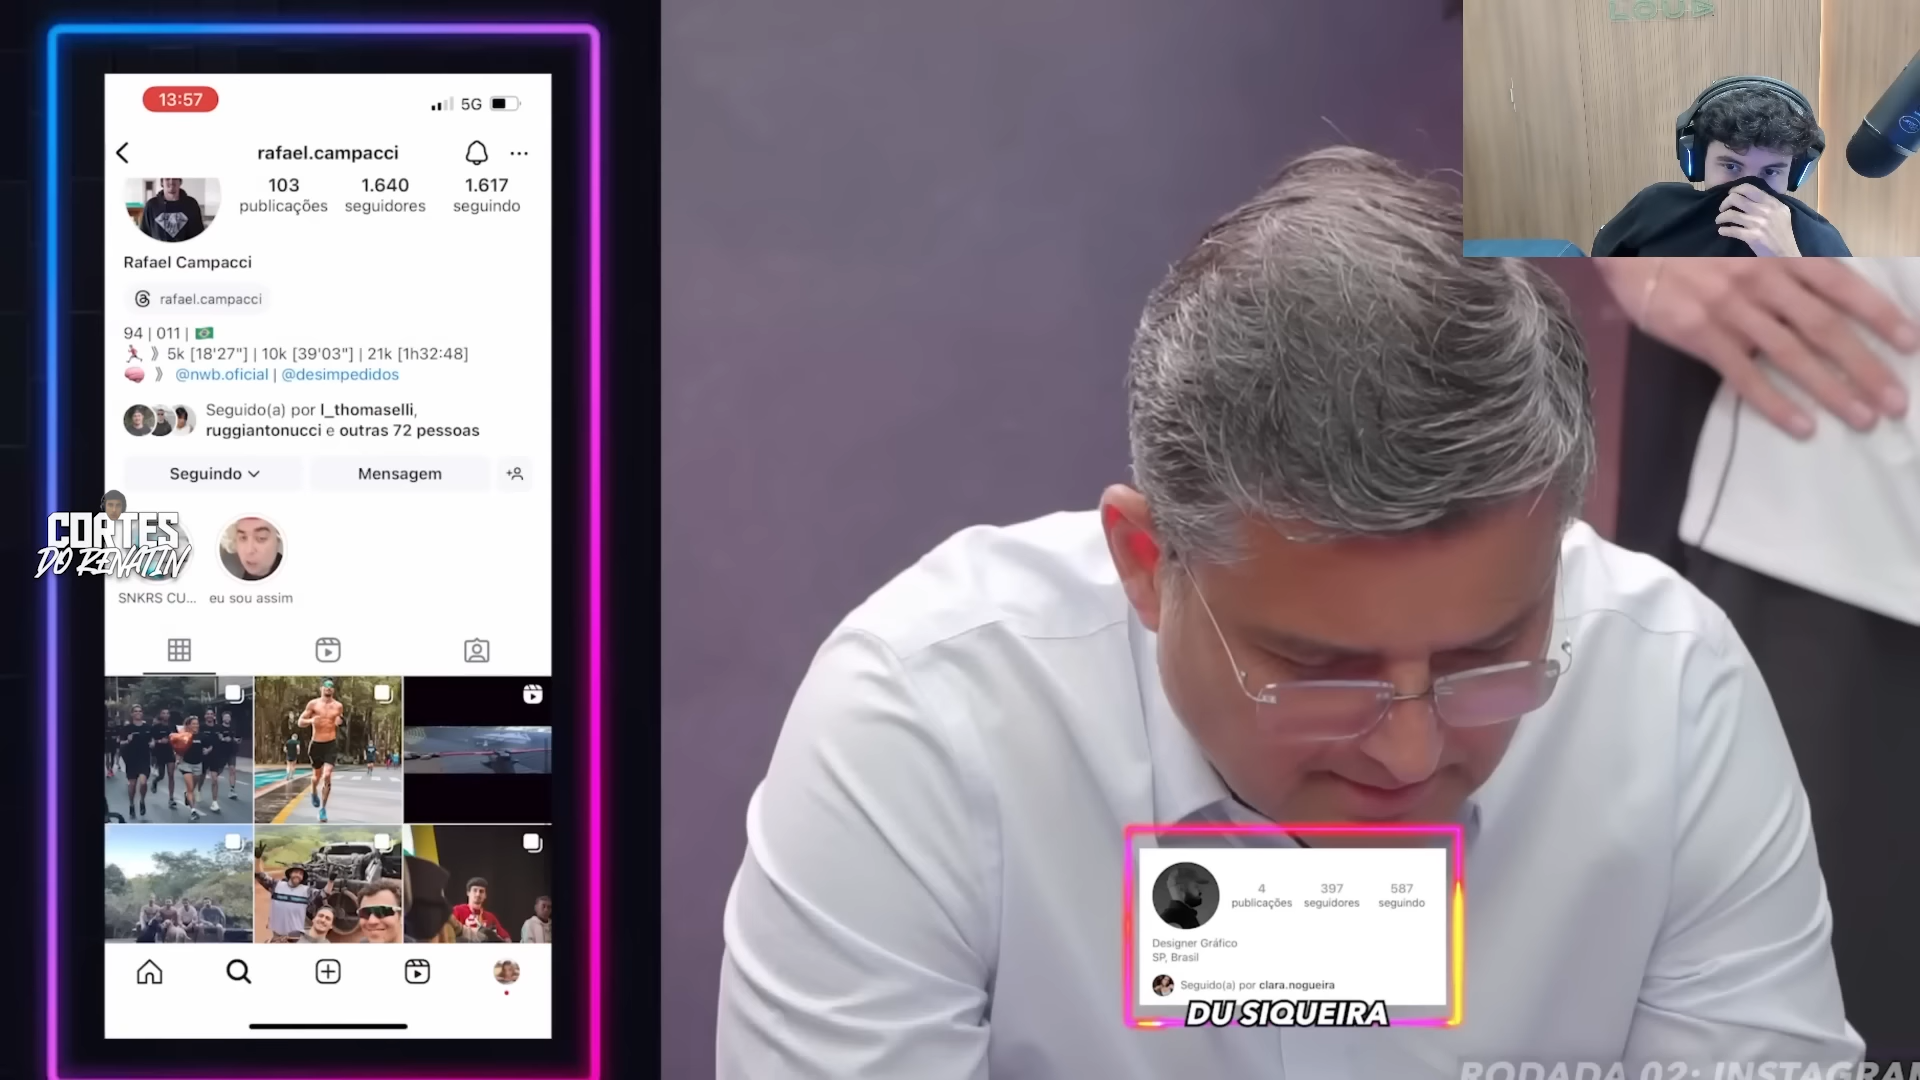 13:57
5G
rafael.campacci
103
publicações
1.640
seguidores
1.617
seguindo
Rafael Campacci
rafael.campacci
94 | 011 |
5k [18'27"] | 10k [39'03"] | 21k [1h32:48]
@nwb.oficial | @desimpedidos
Seguido(a) por l_thomaselli,
ruggiantonucci e outras 72 pessoas
Seguindo
Mensagem
CORTES
DO RENATIN
SNKRS CU...
eu sou assim
LOUD
4
publicações
397
seguidores
587
seguindo
Designer Gráfico
SP, Brasil
Seguido(a) por clara.nogueira
DU SIQUEIRA
RODADA 02: INSTAGRAM